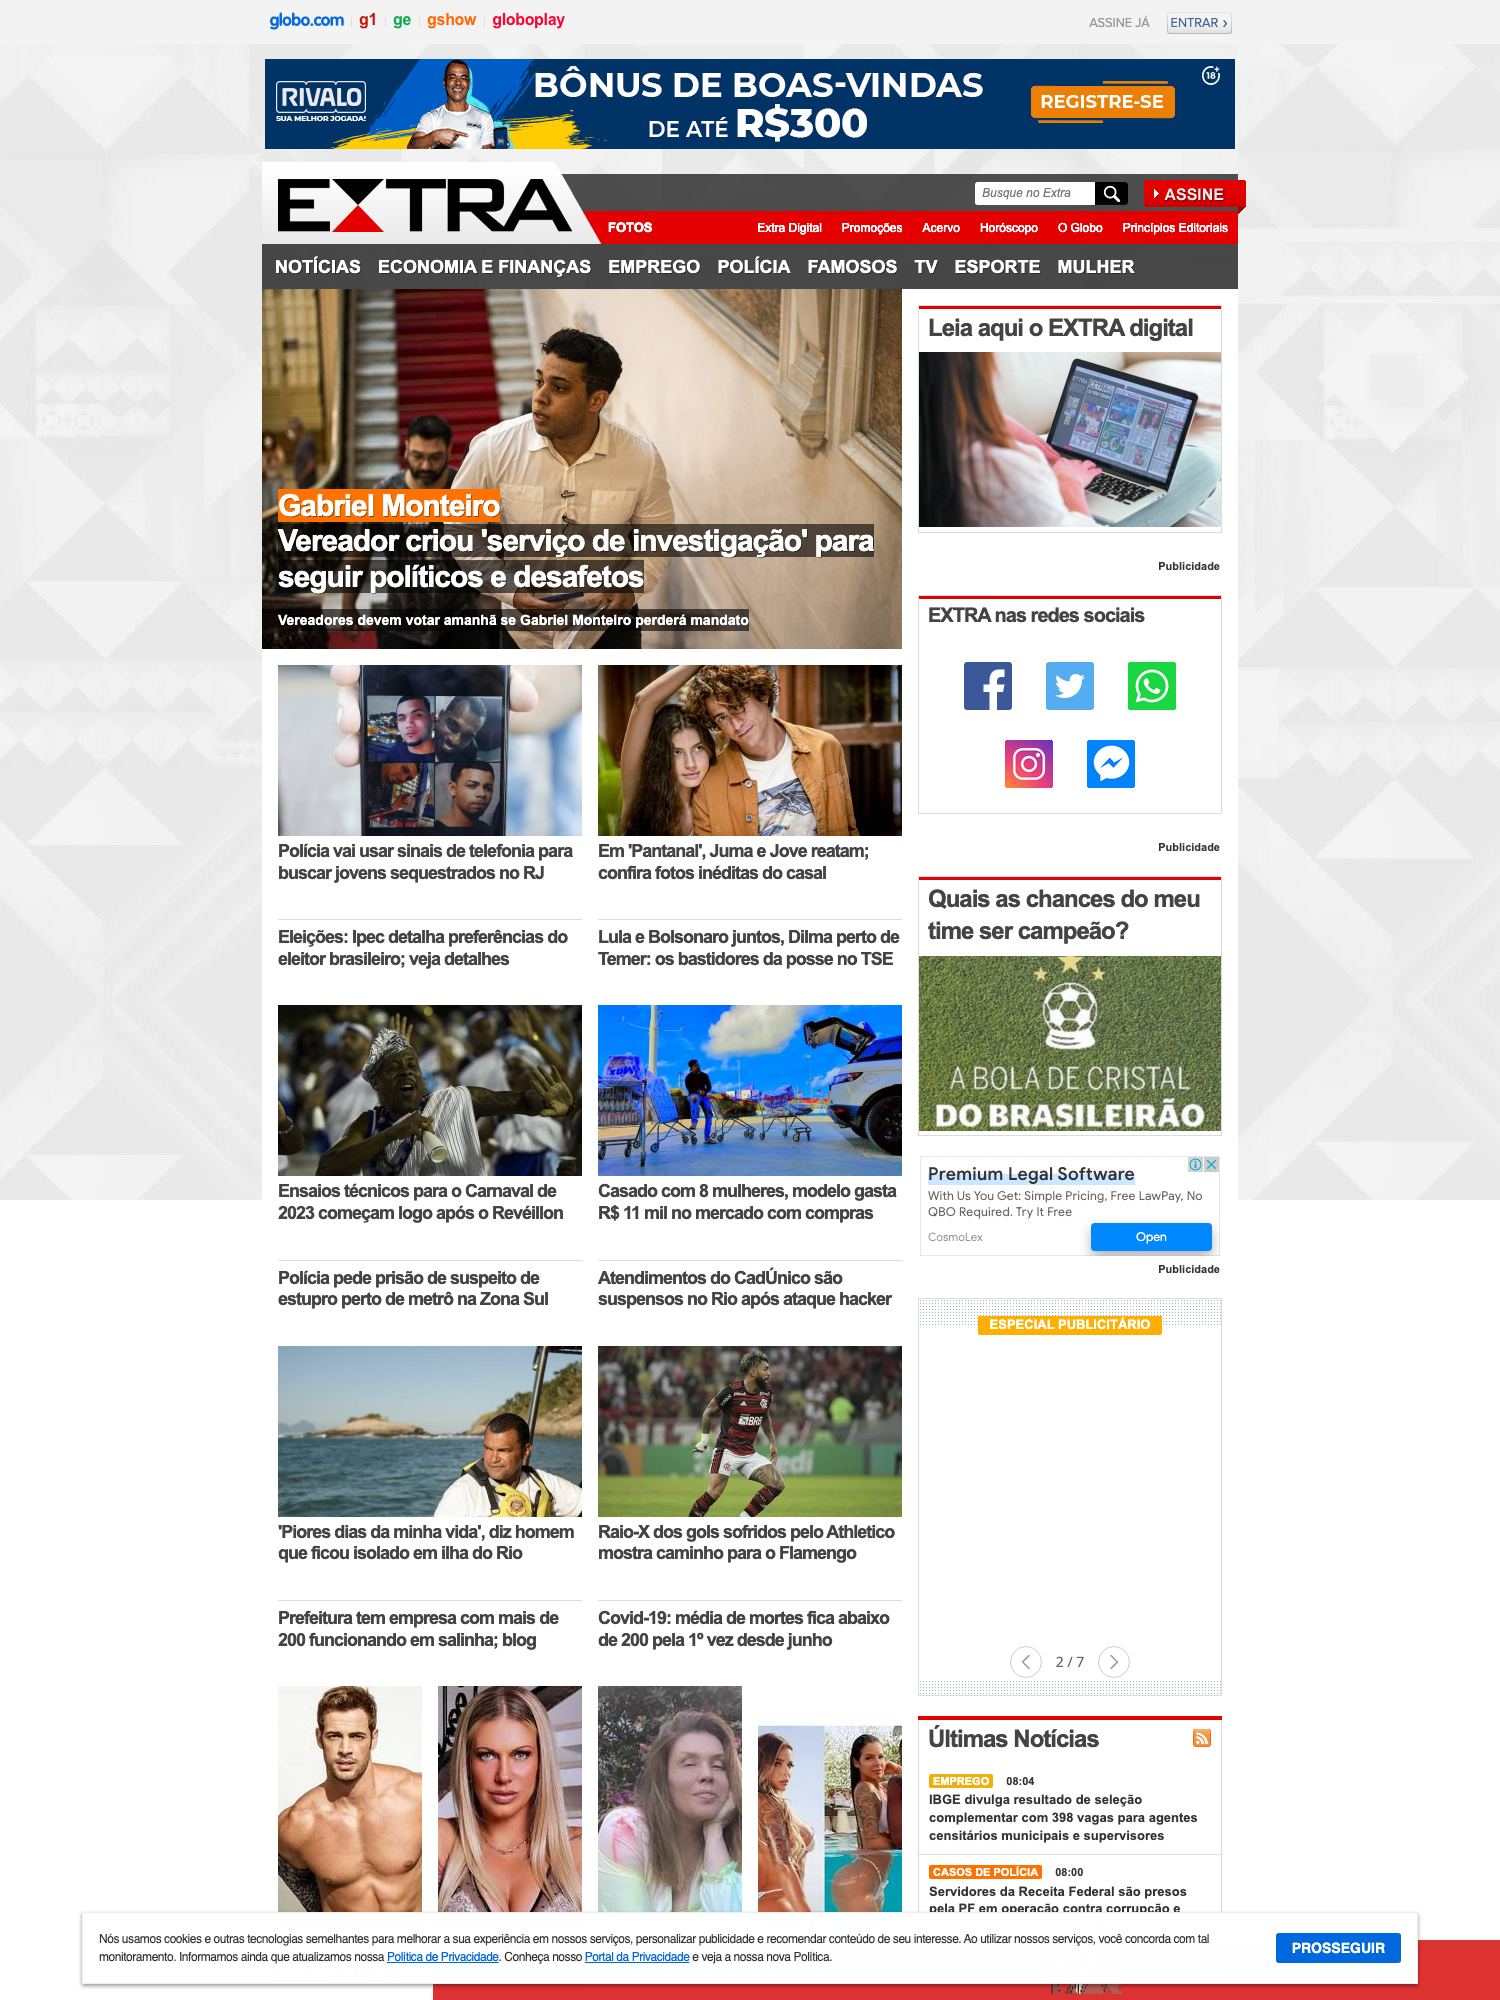 globo.com g1 ge gshow globoplay
ASSINE JÁ ENTRAR ›
RIVALO
SUA MELHOR JOGADA!
BÔNUS DE BOAS-VINDAS
DE ATÉ R$300
REGISTRE-SE
18+
EXTRA
Busque no Extra
ASSINE
FOTOS
Extra Digital Promoções Acervo Horóscopo O Globo Princípios Editoriais
NOTÍCIAS ECONOMIA E FINANÇAS EMPREGO POLÍCIA FAMOSOS TV ESPORTE MULHER
Gabriel Monteiro
Vereador criou 'serviço de investigação' para
seguir políticos e desafetos
Vereadores devem votar amanhã se Gabriel Monteiro perderá mandato
Polícia vai usar sinais de telefonia para
buscar jovens sequestrados no RJ
Em 'Pantanal', Juma e Jove reatam;
confira fotos inéditas do casal
Eleições: Ipec detalha preferências do
eleitor brasileiro; veja detalhes
Lula e Bolsonaro juntos, Dilma perto de
Temer: os bastidores da posse no TSE
Ensaios técnicos para o Carnaval de
2023 começam logo após o Revéillon
Casado com 8 mulheres, modelo gasta
R$ 11 mil no mercado com compras
Polícia pede prisão de suspeito de
estupro perto de metrô na Zona Sul
Atendimentos do CadÚnico são
suspensos no Rio após ataque hacker
'Piores dias da minha vida', diz homem
que ficou isolado em ilha do Rio
Raio-X dos gols sofridos pelo Athletico
mostra caminho para o Flamengo
Prefeitura tem empresa com mais de
200 funcionando em salinha; blog
Covid-19: média de mortes fica abaixo
de 200 pela 1º vez desde junho
Leia aqui o EXTRA digital
Publicidade
EXTRA nas redes sociais
Publicidade
Quais as chances do meu
time ser campeão?
A BOLA DE CRISTAL
DO BRASILEIRÃO
Premium Legal Software
With Us You Get: Simple Pricing, Free LawPay, No
QBO Required. Try It Free
CosmoLex
Open
Publicidade
ESPECIAL PUBLICITÁRIO
2 / 7
Últimas Notícias
EMPREGO 08:04
IBGE divulga resultado de seleção
complementar com 398 vagas para agentes
censitários municipais e supervisores
CASOS DE POLÍCIA 08:00
Servidores da Receita Federal são presos
pela PF em operação contra corrupção e
Nós usamos cookies e outras tecnologias semelhantes para melhorar a sua experiência em nossos serviços, personalizar publicidade e recomendar conteúdo de seu interesse. Ao utilizar nossos serviços, você concorda com tal
monitoramento. Informamos ainda que atualizamos nossa Política de Privacidade. Conheça nosso Portal da Privacidade e veja a nossa nova Política.
PROSSEGUIR